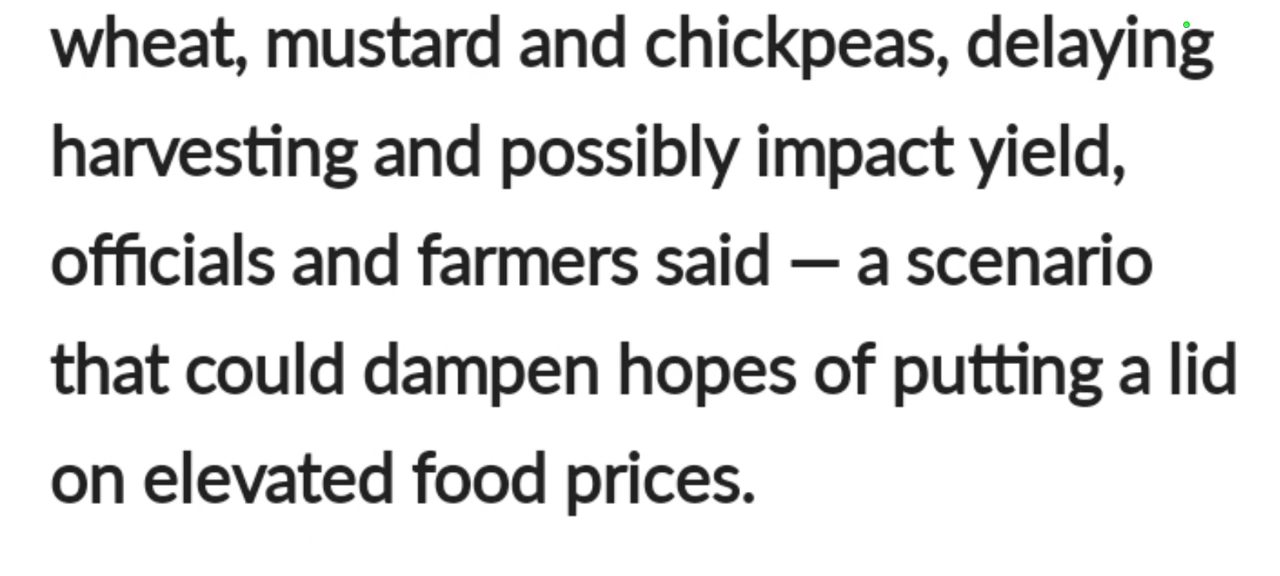 wheat, mustard and chickpeas, delaying
harvesting and possibly impact yield,
officials and farmers said — a scenario
that could dampen hopes of putting a lid
on elevated food prices.